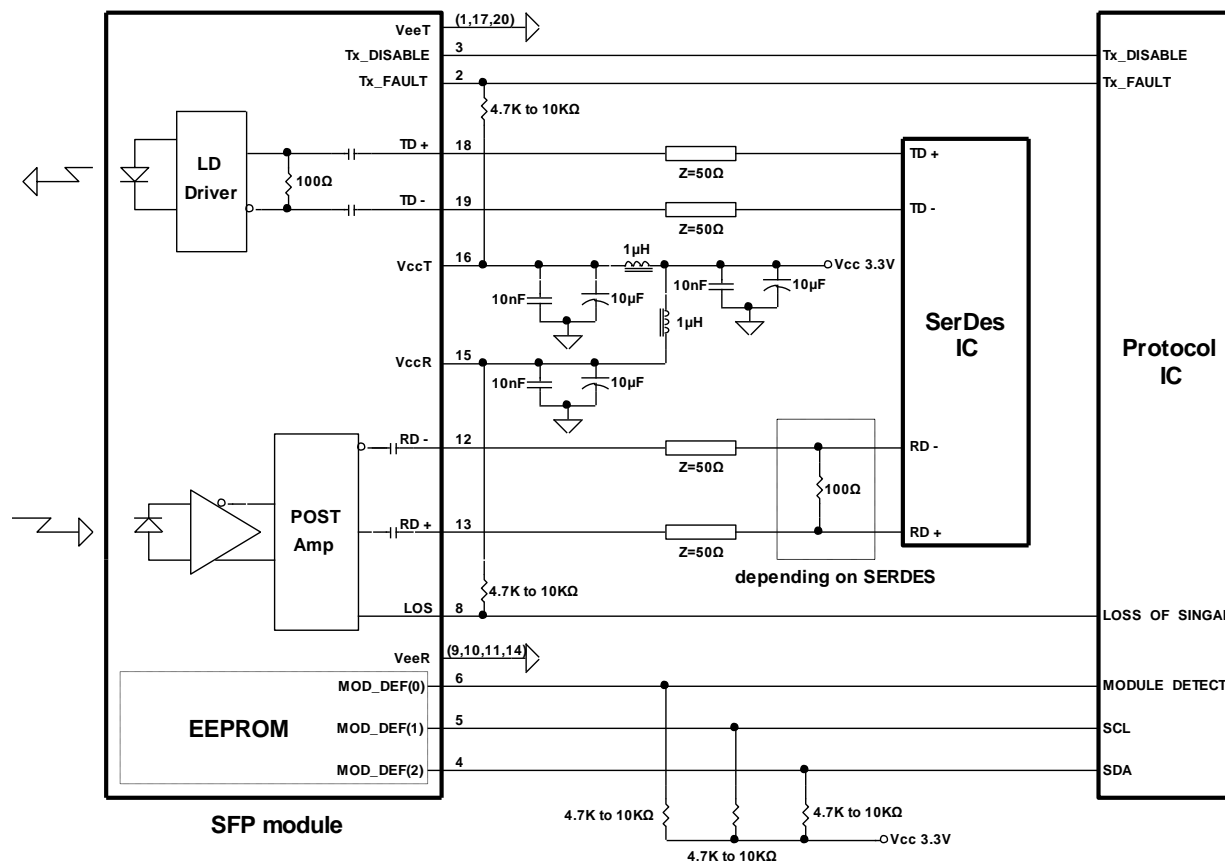 VeeT
(1,17,20)
Tx_DISABLE
3
Tx_DISABLE
Tx_FAULT
2
Tx_FAULT
4.7K to 10KΩ
LD
Driver
100Ω
TD +
18
Z=50Ω
TD +
TD -
19
Z=50Ω
TD -
VccT
16
1µH
Vcc 3.3V
10nF
10µF
10nF
10µF
1µH
SerDes
IC
Protocol
IC
VccR
15
10nF
10µF
RD -
12
Z=50Ω
RD -
100Ω
POST
Amp
RD +
13
Z=50Ω
RD +
depending on SERDES
4.7K to 10KΩ
LOS
8
LOSS OF SINGAL
VeeR
(9,10,11,14)
EEPROM
MOD_DEF(0)
6
MODULE DETECT
MOD_DEF(1)
5
SCL
MOD_DEF(2)
4
SDA
4.7K to 10KΩ
4.7K to 10KΩ
4.7K to 10KΩ
Vcc 3.3V
SFP module